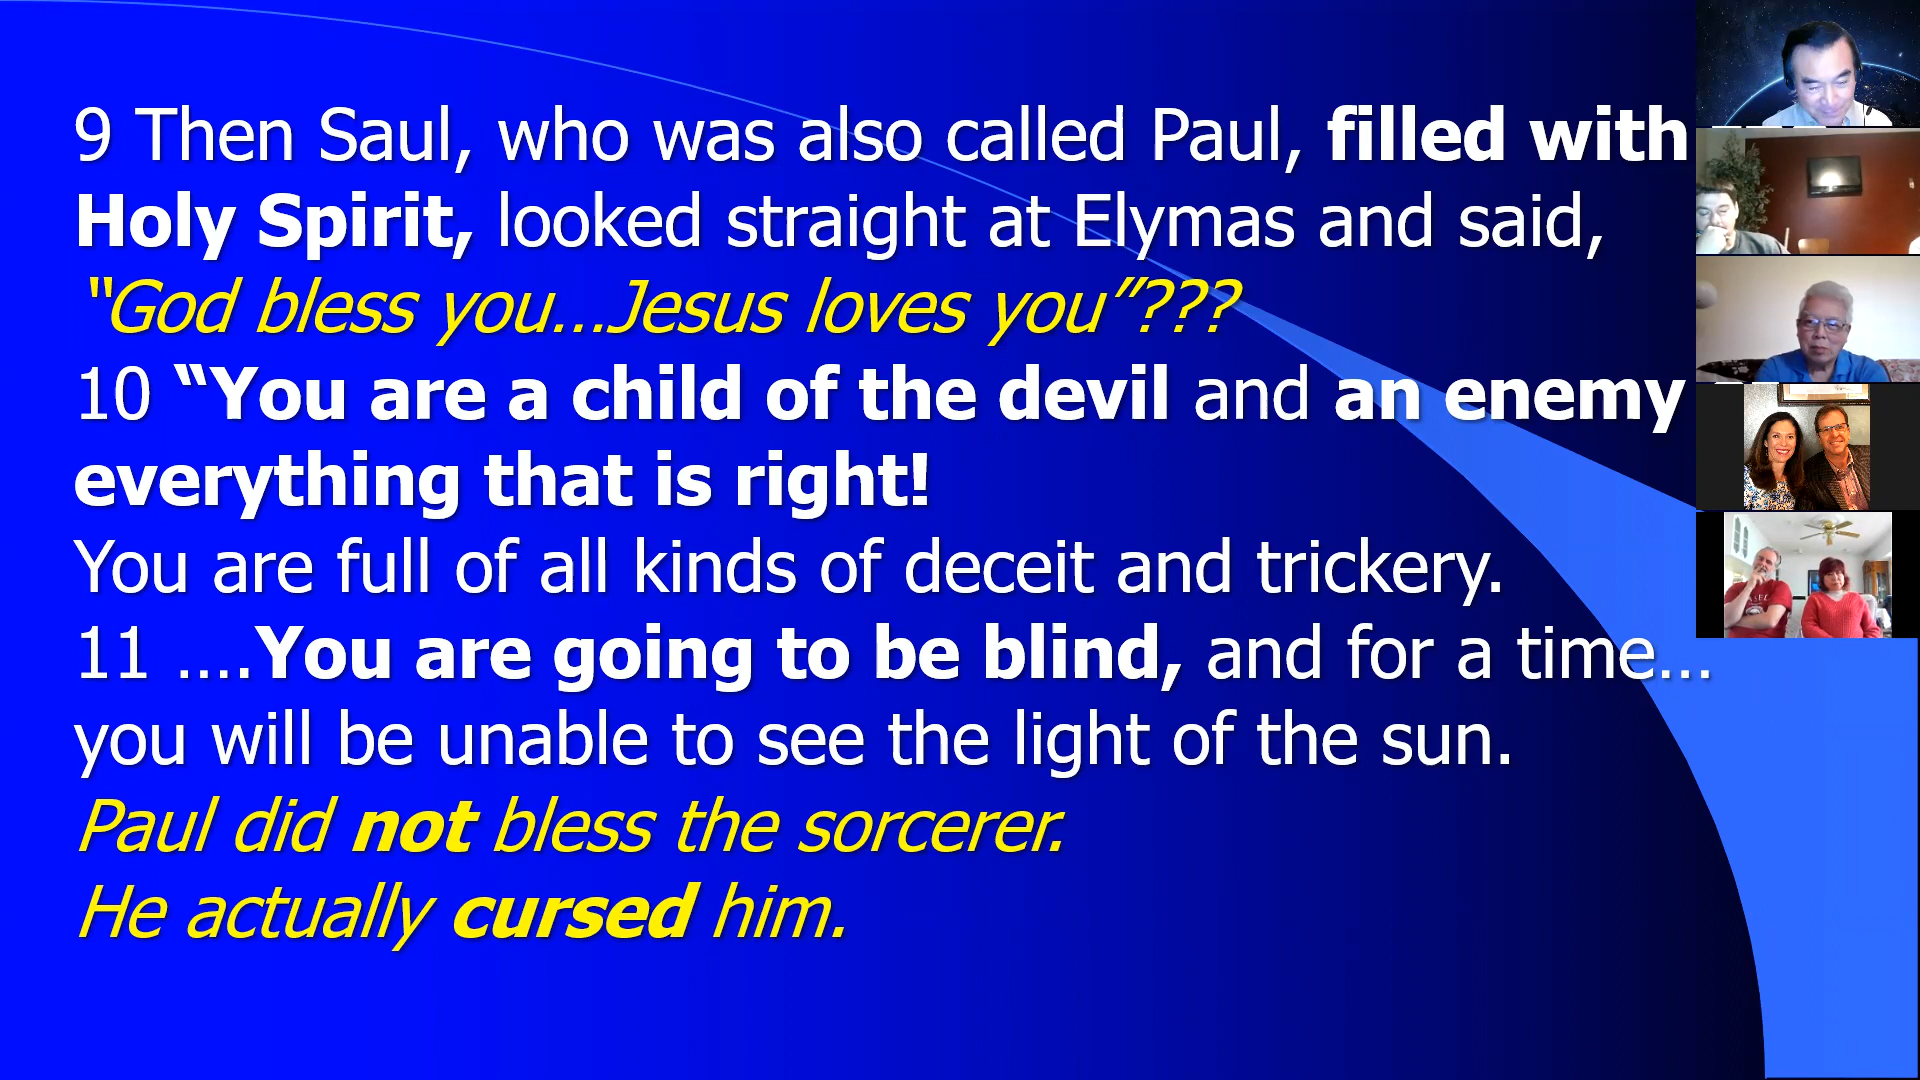 9 Then Saul, who was also called Paul, filled with
Holy Spirit, looked straight at Elymas and said,
“God bless you…Jesus loves you”???
10 “You are a child of the devil and an enemy
everything that is right!
You are full of all kinds of deceit and trickery.
11 ….You are going to be blind, and for a time…
you will be unable to see the light of the sun.
Paul did not bless the sorcerer.
He actually cursed him.